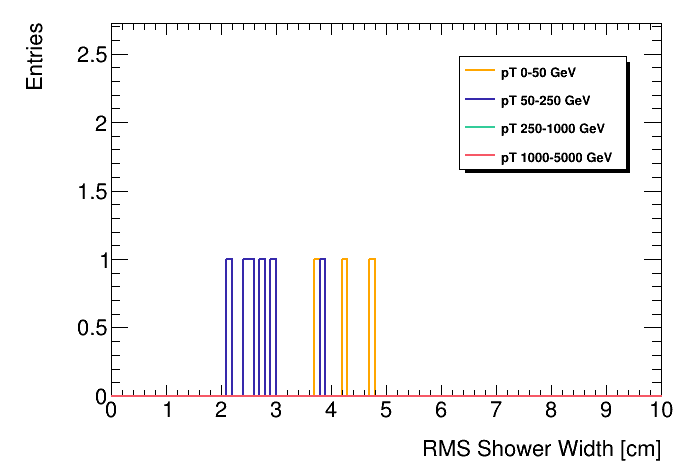 Entries
2.5
2
1.5
1
0.5
0
0 1 2 3 4 5 6 7 8 9 10
RMS Shower Width [cm]
pT 0-50 GeV
pT 50-250 GeV
pT 250-1000 GeV
pT 1000-5000 GeV